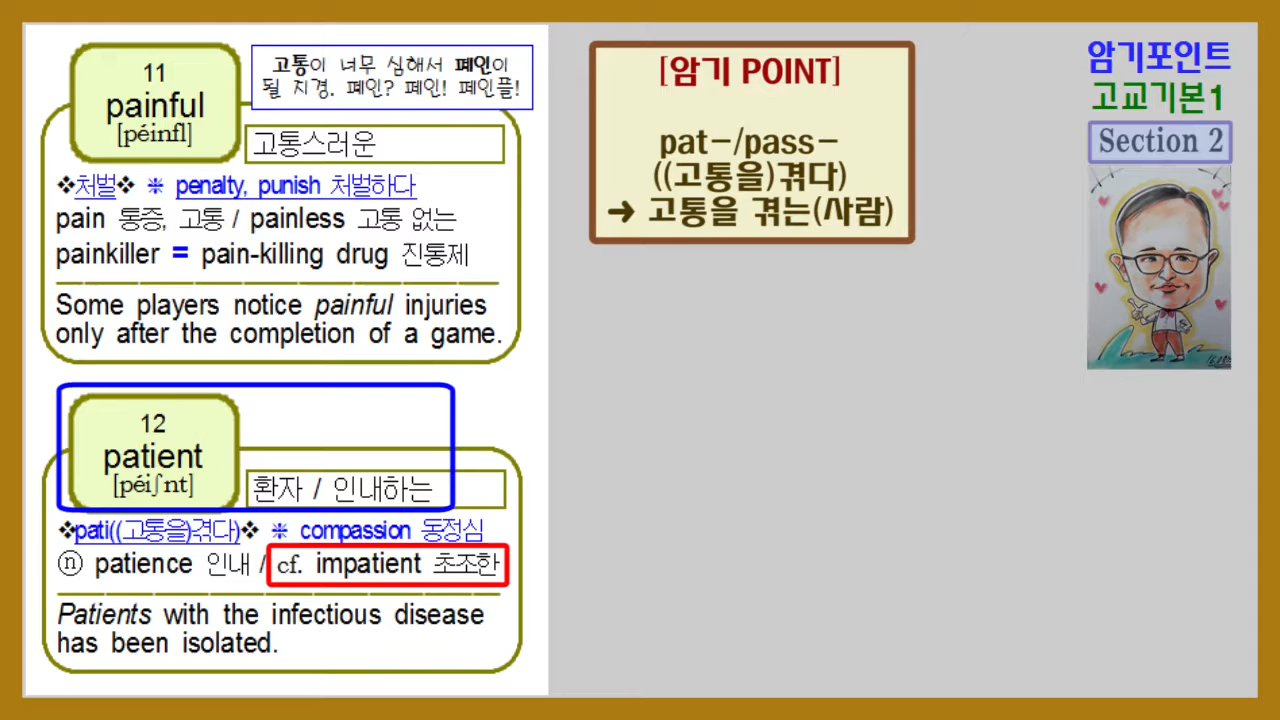 11
painful
[péinfl]
고통이 너무 심해서 폐인이
될 지경. 폐인? 폐인! 폐인플!
고통스러운
❖처벌❖ ❈ penalty, punish 처벌하다
pain 통증, 고통 / painless 고통 없는
painkiller = pain-killing drug 진통제
Some players notice painful injuries
only after the completion of a game.
12
patient
[péiʃnt]
환자 / 인내하는
❖pati((고통을)겪다)❖ ❈ compassion 동정심
ⓝ patience 인내 / cf. impatient 초조한
Patients with the infectious disease
has been isolated.
[암기 POINT]
pat-/pass-
((고통을)겪다)
➜ 고통을 겪는(사람)
암기포인트
고교기본1
Section 2